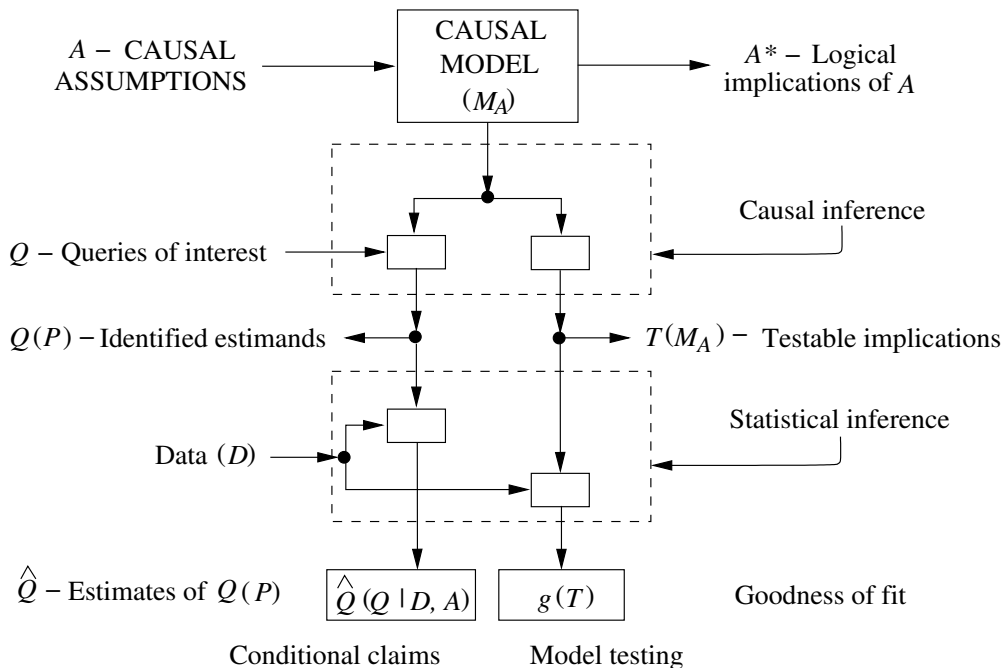 A – CAUSAL
ASSUMPTIONS
CAUSAL
MODEL
(M_A)
A* – Logical
implications of A
Causal inference
Q – Queries of interest
Q(P) – Identified estimands
T(M_A) – Testable implications
Statistical inference
Data (D)
Q̂ – Estimates of Q(P)
Q̂(Q | D, A)
g(T)
Goodness of fit
Conditional claims
Model testing